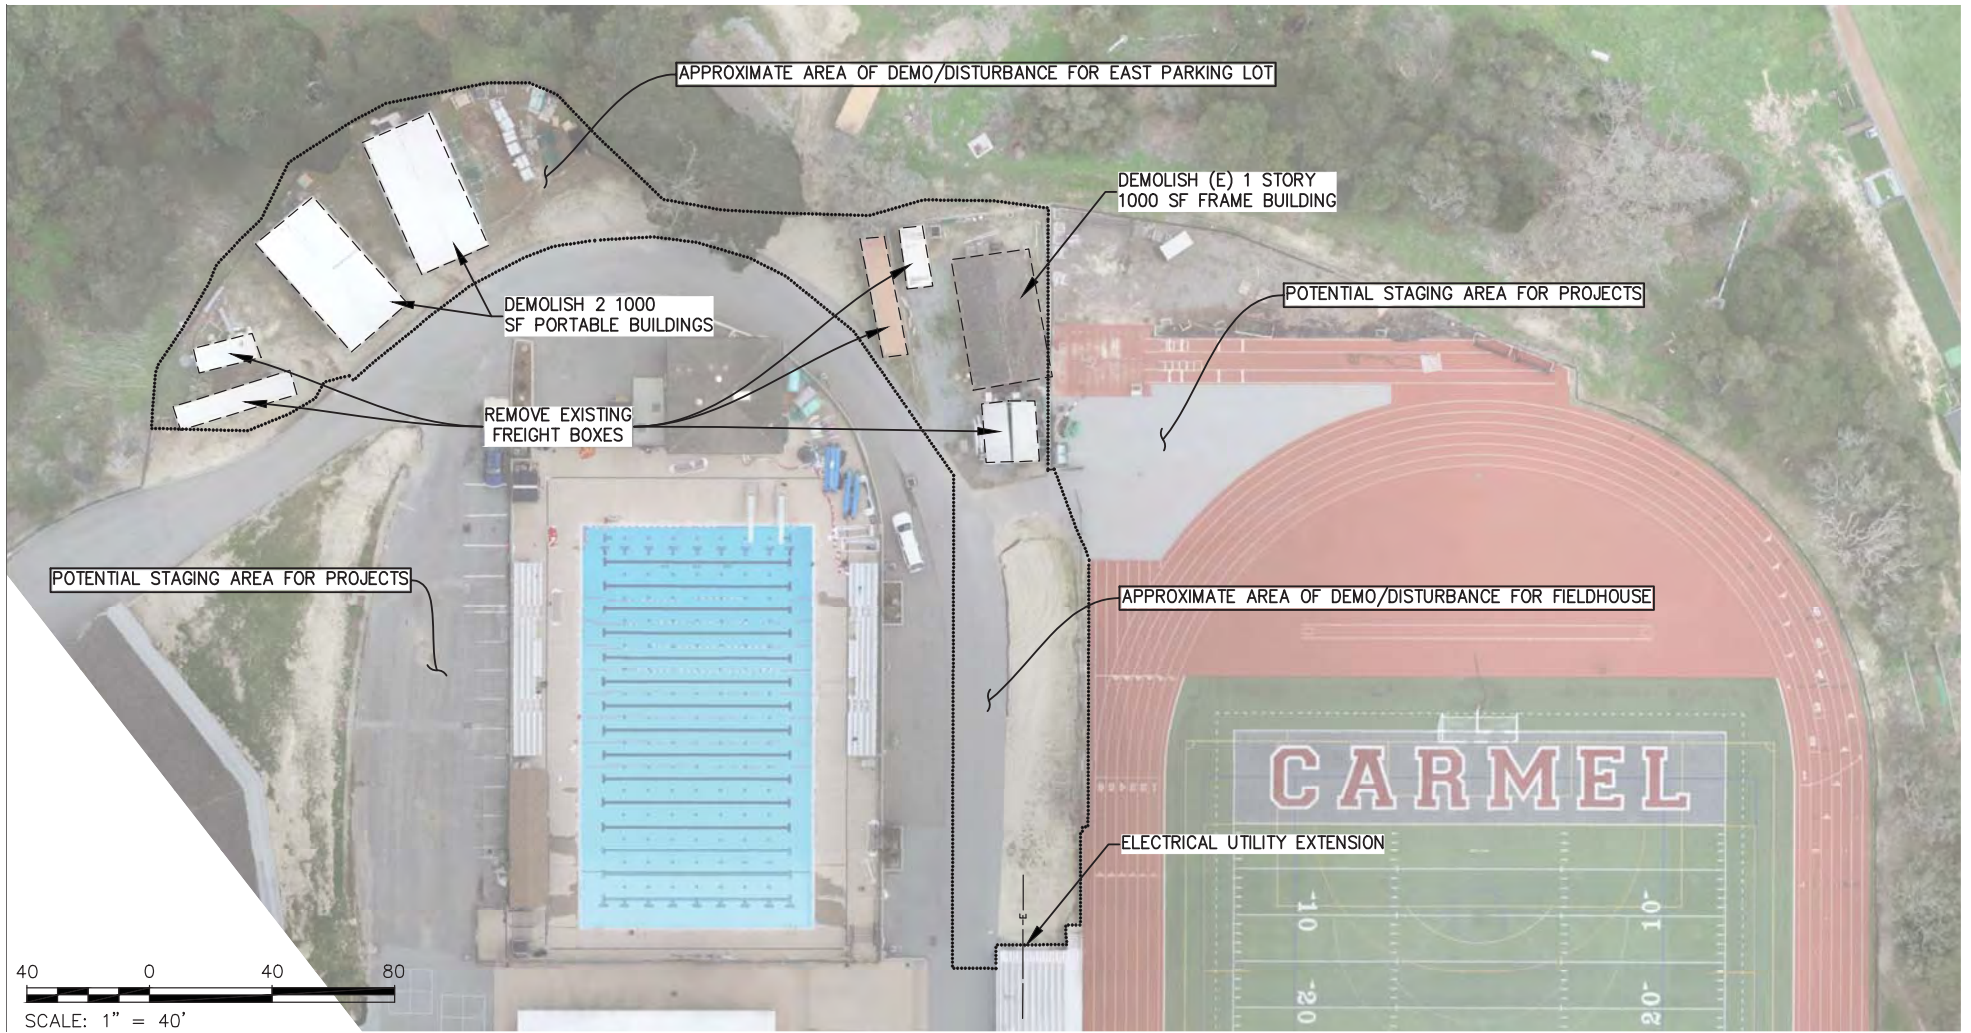 APPROXIMATE AREA OF DEMO/DISTURBANCE FOR EAST PARKING LOT
DEMOLISH (E) 1 STORY
1000 SF FRAME BUILDING
POTENTIAL STAGING AREA FOR PROJECTS
DEMOLISH 2 1000
SF PORTABLE BUILDINGS
REMOVE EXISTING
FREIGHT BOXES
POTENTIAL STAGING AREA FOR PROJECTS
APPROXIMATE AREA OF DEMO/DISTURBANCE FOR FIELDHOUSE
CARMEL
ELECTRICAL UTILITY EXTENSION
E
10
10
20
20
40 0 40 80
SCALE: 1" = 40'